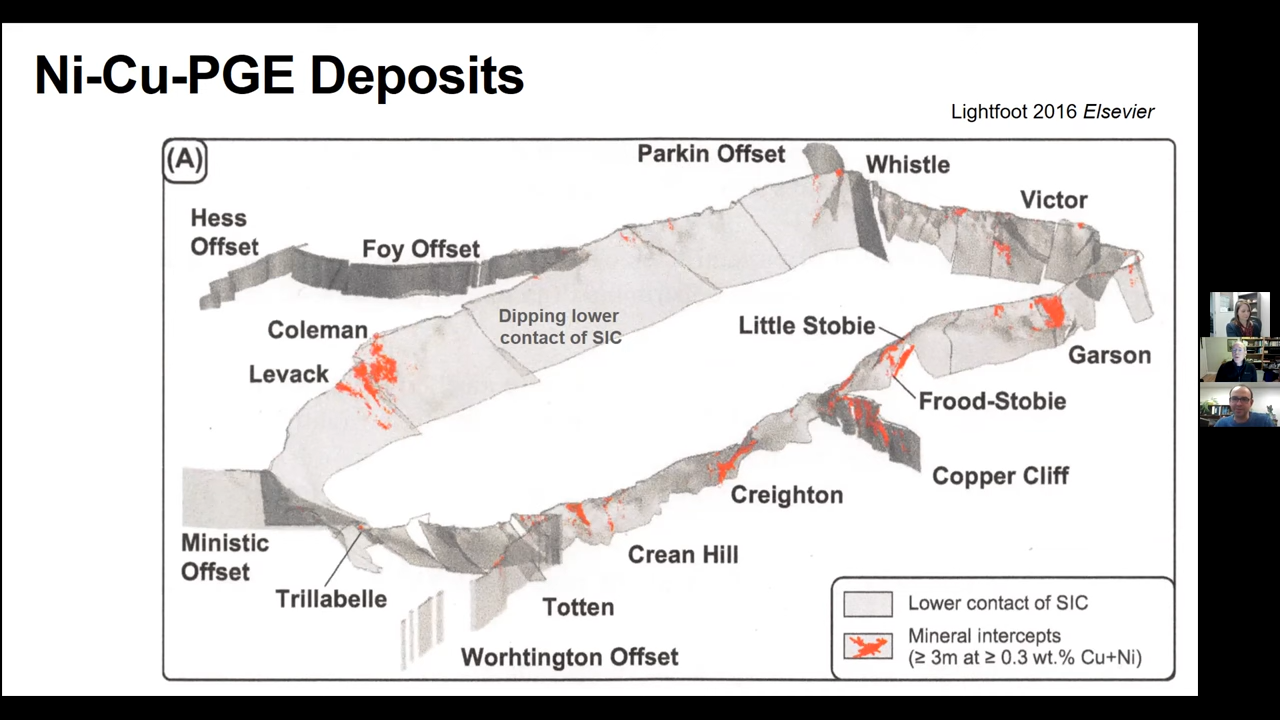 Ni-Cu-PGE Deposits
Lightfoot 2016 Elsevier
(A)
Parkin Offset
Whistle
Victor
Hess
Offset
Foy Offset
Coleman
Levack
Dipping lower
contact of SIC
Little Stobie
Garson
Frood-Stobie
Copper Cliff
Creighton
Crean Hill
Ministic
Offset
Trillabelle
Totten
Worhtington Offset
Lower contact of SIC
Mineral intercepts
(≥ 3m at ≥ 0.3 wt.% Cu+Ni)